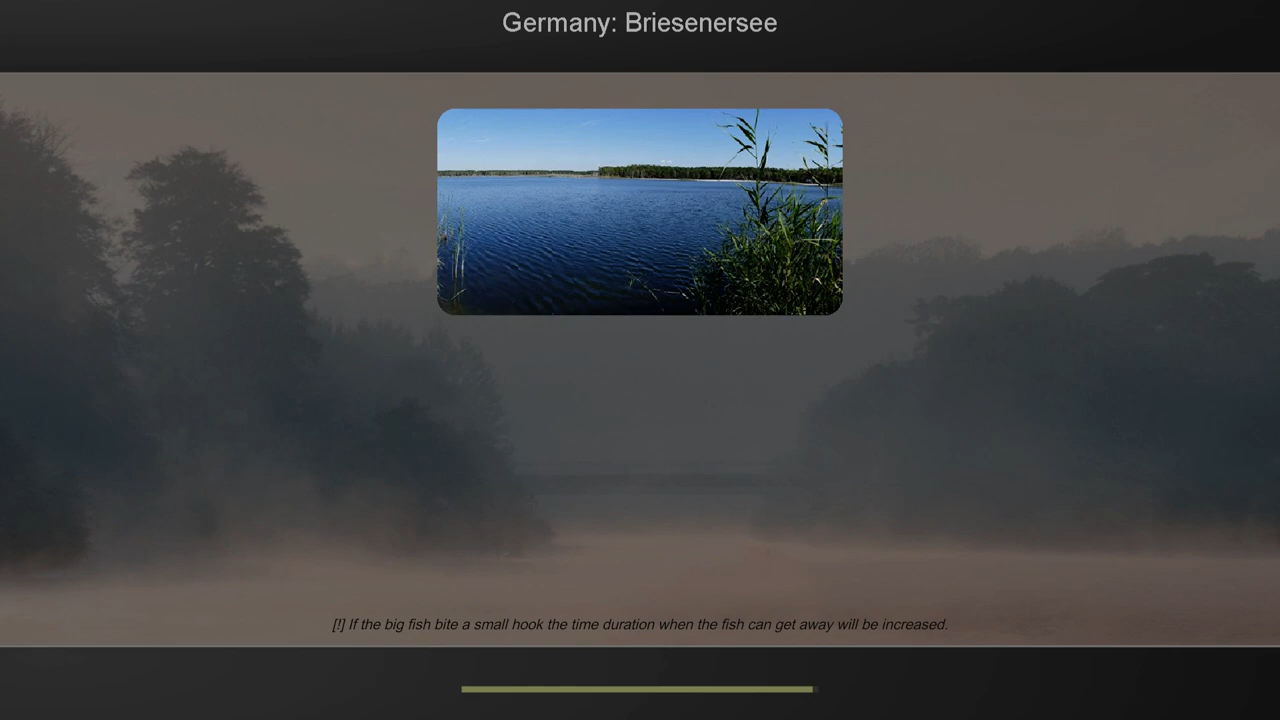 Germany: Briesenersee
[!] If the big fish bite a small hook the time duration when the fish can get away will be increased.